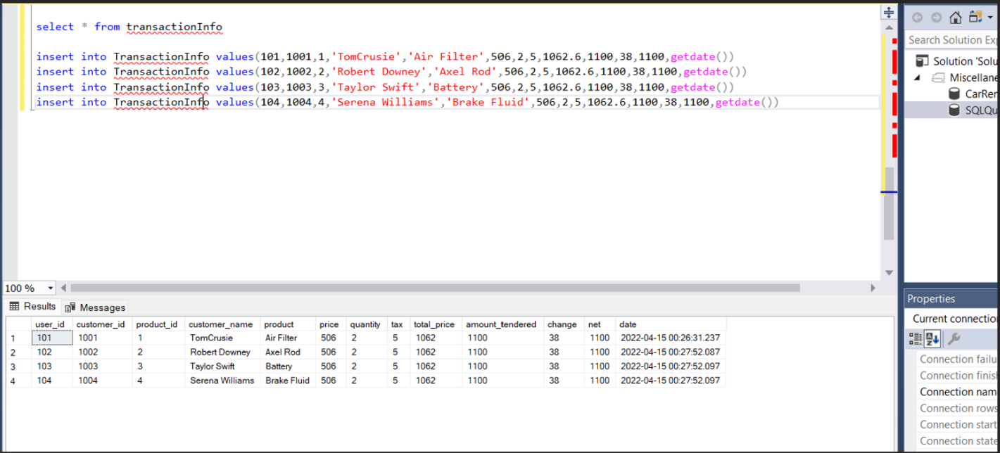 select * from transactionInfo
insert into TransactionInfo values(101,1001,1,'TomCrusie','Air Filter',506,2,5,1062.6,1100,38,1100,getdate())
insert into TransactionInfo values(102,1002,2,'Robert Downey','Axel Rod',506,2,5,1062.6,1100,38,1100,getdate())
insert into TransactionInfo values(103,1003,3,'Taylor Swift','Battery',506,2,5,1062.6,1100,38,1100,getdate())
insert into TransactionInfo values(104,1004,4,'Serena Williams','Brake Fluid',506,2,5,1062.6,1100,38,1100,getdate())
100 %
Results Messages
user_id customer_id product_id customer_name product price quantity tax total_price amount_tendered change net date
1 101 1001 1 TomCrusie Air Filter 506 2 5 1062 1100 38 1100 2022-04-15 00:26:31.237
2 102 1002 2 Robert Downey Axel Rod 506 2 5 1062 1100 38 1100 2022-04-15 00:27:52.087
3 103 1003 3 Taylor Swift Battery 506 2 5 1062 1100 38 1100 2022-04-15 00:27:52.097
4 104 1004 4 Serena Williams Brake Fluid 506 2 5 1062 1100 38 1100 2022-04-15 00:27:52.097
Search Solution Exp
Solution 'Solu
Miscellane
CarRen
SQLQu
Properties
Current connection
Connection failu
Connection finis
Connection nam
Connection rows
Connection start
Connection state